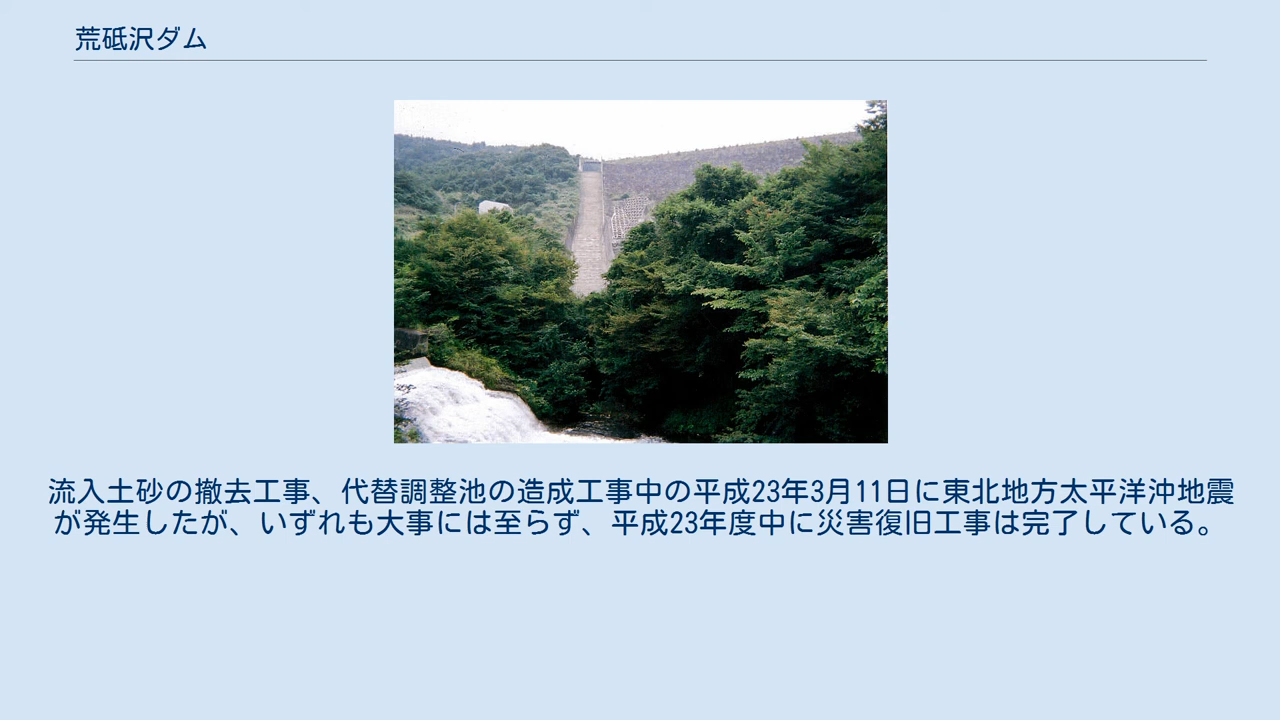 荒砥沢ダム
流入土砂の撤去工事、代替調整池の造成工事中の平成23年3月11日に東北地方太平洋沖地震
が発生したが、いずれも大事には至らず、平成23年度中に災害復旧工事は完了している。